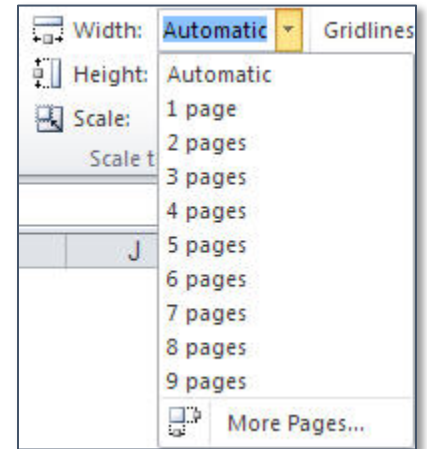 Width: Automatic Gridlines
Height: Automatic
1 page
Scale:
2 pages
Scale t
3 pages
4 pages
J 5 pages
6 pages
7 pages
8 pages
9 pages
More Pages...